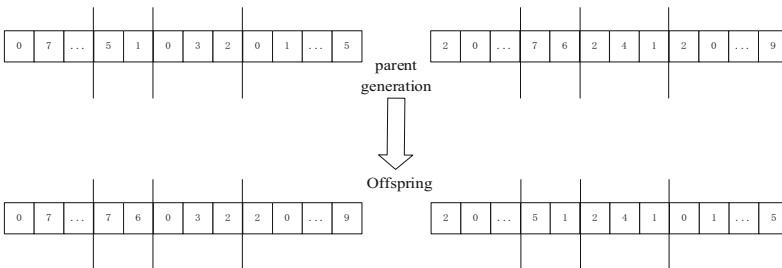 0 7 ... 5 1 0 3 2 0 1 ... 5
2 0 ... 7 6 2 4 1 2 0 ... 9
parent
generation
Offspring
0 7 ... 7 6 0 3 2 2 0 ... 9
2 0 ... 5 1 2 4 1 0 1 ... 5